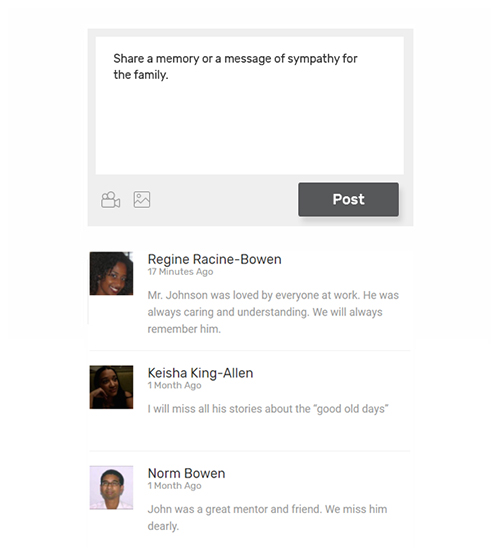 Share a memory or a message of sympathy for
the family.
Post
Regine Racine-Bowen
17 Minutes Ago
Mr. Johnson was loved by everyone at work. He was
always caring and understanding. We will always
remember him.
Keisha King-Allen
1 Month Ago
I will miss all his stories about the “good old days”
Norm Bowen
1 Month Ago
John was a great mentor and friend. We miss him
dearly.